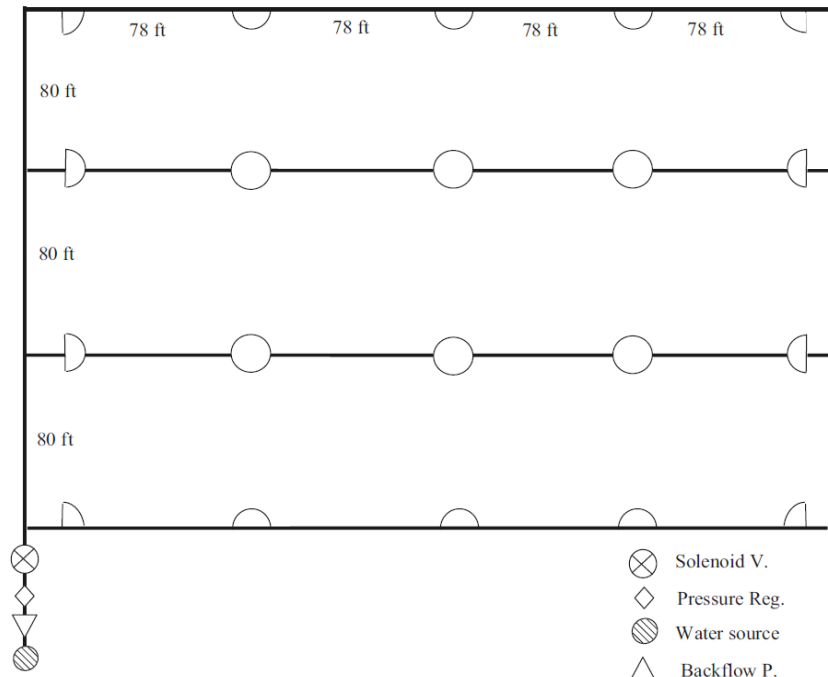 78 ft
78 ft
78 ft
78 ft
80 ft
80 ft
80 ft
Solenoid V.
Pressure Reg.
Water source
Backflow P.